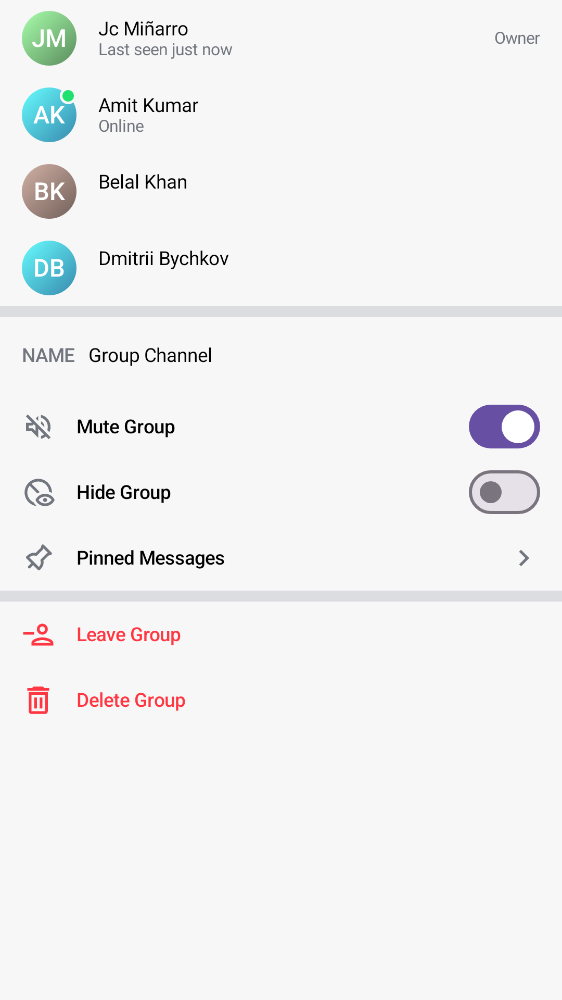 JM
Jc Miñarro
Last seen just now
Owner
AK
Amit Kumar
Online
BK
Belal Khan
DB
Dmitrii Bychkov
NAME Group Channel
Mute Group
Hide Group
Pinned Messages
Leave Group
Delete Group